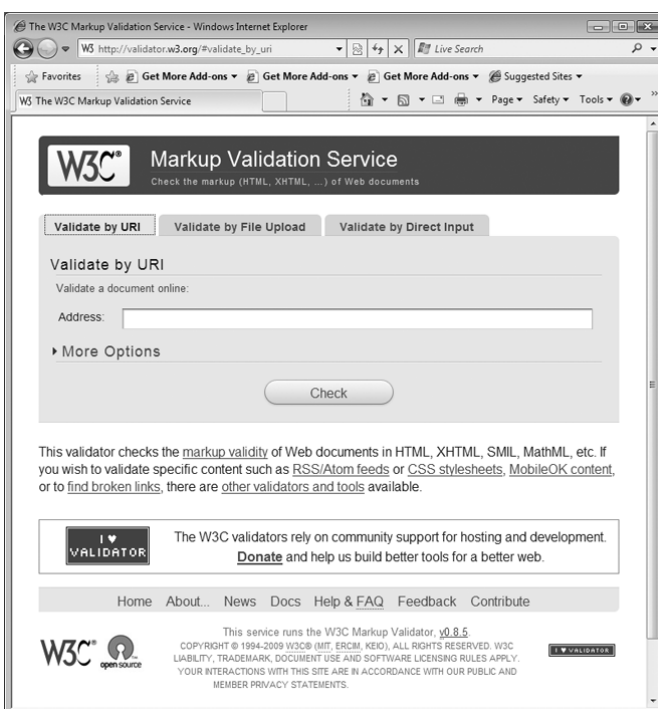 The W3C Markup Validation Service - Windows Internet Explorer
W3 http://validator.w3.org/#validate_by_uri Live Search
Favorites Get More Add-ons Get More Add-ons Get More Add-ons Suggested Sites
W3 The W3C Markup Validation Service Page Safety Tools
W3C® Markup Validation Service
Check the markup (HTML, XHTML, ...) of Web documents
Validate by URI Validate by File Upload Validate by Direct Input
Validate by URI
Validate a document online:
Address:
More Options
Check
This validator checks the markup validity of Web documents in HTML, XHTML, SMIL, MathML, etc. If
you wish to validate specific content such as RSS/Atom feeds or CSS stylesheets, MobileOK content,
or to find broken links, there are other validators and tools available.
I ♥
VALIDATOR
The W3C validators rely on community support for hosting and development.
Donate and help us build better tools for a better web.
Home About... News Docs Help & FAQ Feedback Contribute
W3C® open source
This service runs the W3C Markup Validator, v0.8.5.
COPYRIGHT © 1994-2009 W3C® (MIT, ERCIM, KEIO), ALL RIGHTS RESERVED. W3C
LIABILITY, TRADEMARK, DOCUMENT USE AND SOFTWARE LICENSING RULES APPLY.
YOUR INTERACTIONS WITH THIS SITE ARE IN ACCORDANCE WITH OUR PUBLIC AND
MEMBER PRIVACY STATEMENTS.
I ♥ VALIDATOR